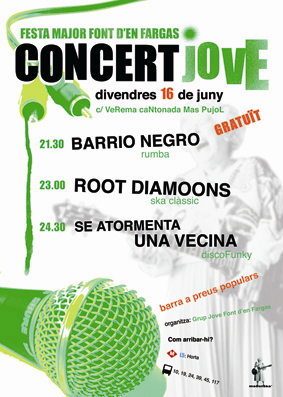 FESTA MAJOR FONT D'EN FARGAS
CONCERT JOVE
divendres 16 de juny
c/ VeRema caNtonada Mas PujoL
GRATUÏT
21.30 BARRIO NEGRO
rumba
23.00 ROOT DIAMOONS
ska clàssic
24.30 SE ATORMENTA
UNA VECINA
discoFunky
barra a preus populars
organitza: Grup Jove Font d'en Fargas
Com arribar-hi?
Horta
10, 19, 24, 39, 45, 117